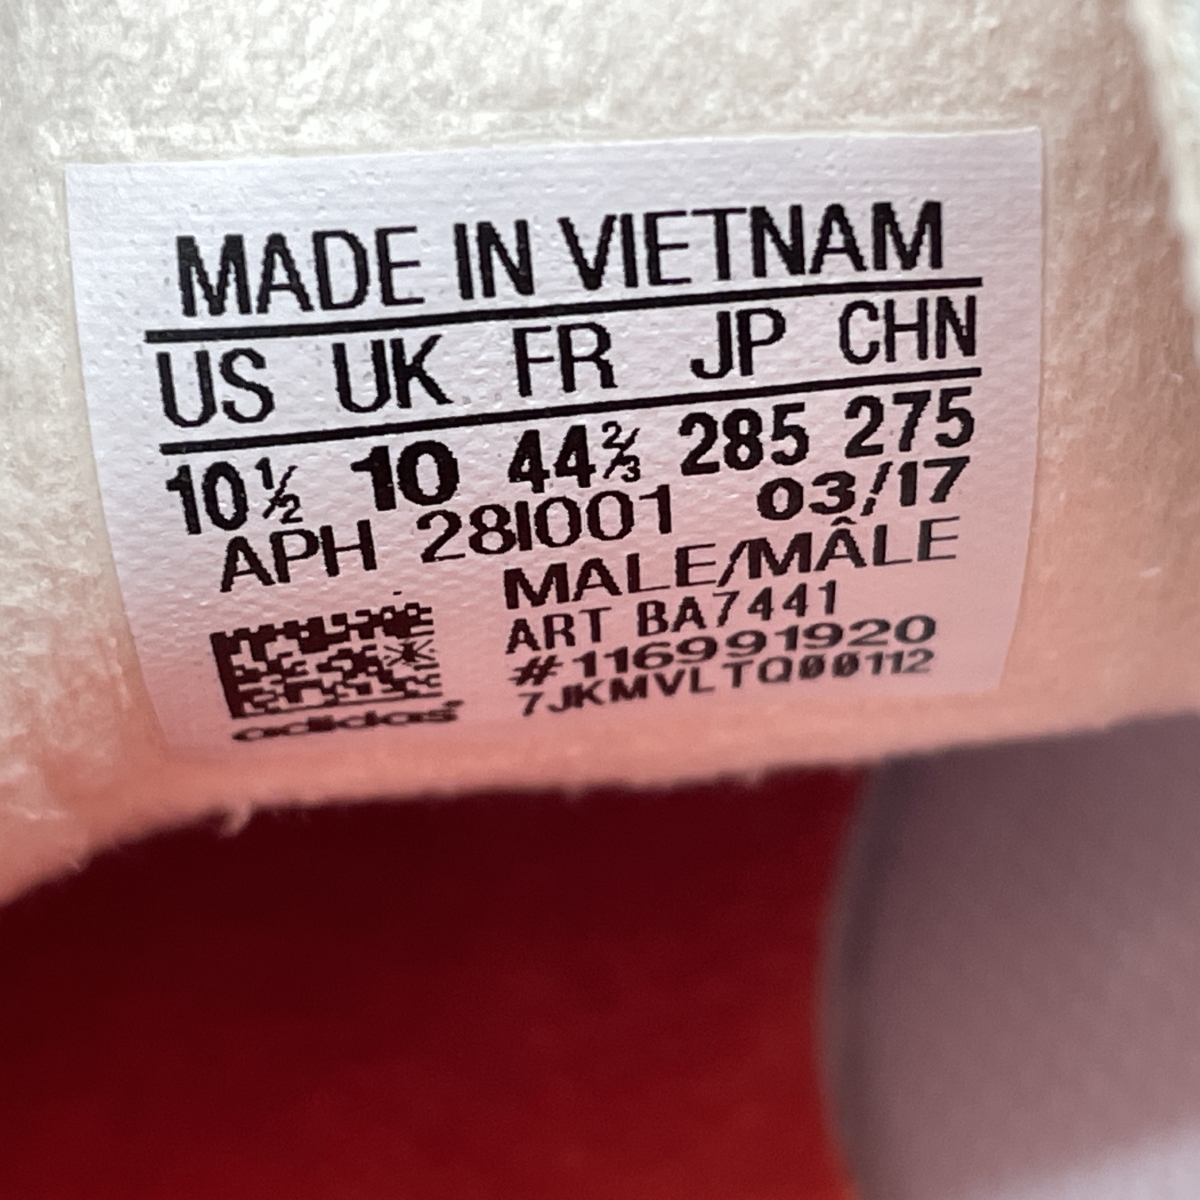 MADE IN VIETNAM
US UK FR JP CHN
10½ 10 44⅔ 285 275
APH 28I001 03/17
MALE/MÂLE
ART BA7441
#116991920
7JKMVLTQ00112
adidas